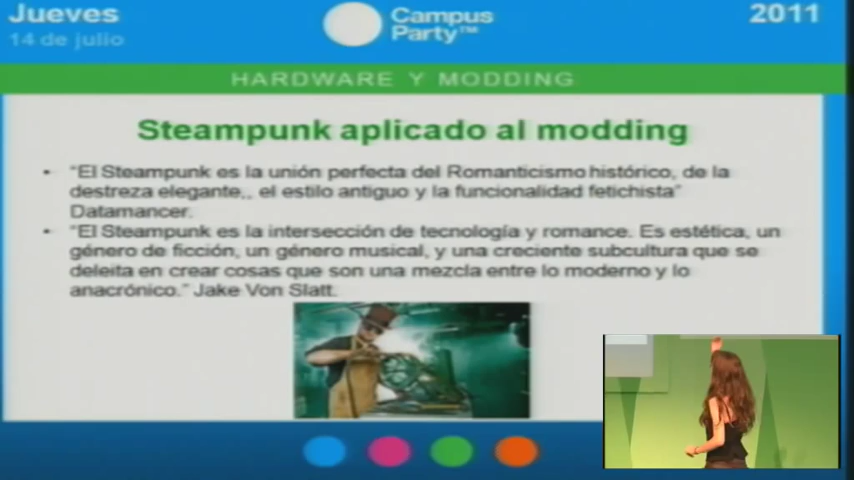 Jueves
14 de julio
Campus
Party™
2011
HARDWARE Y MODDING
Steampunk aplicado al modding
• “El Steampunk es la unión perfecta del Romanticismo histórico, de la
destreza elegante,, el estilo antiguo y la funcionalidad fetichista”
Datamancer.
• “El Steampunk es la intersección de tecnología y romance. Es estética, un
género de ficción, un género musical, y una creciente subcultura que se
deleita en crear cosas que son una mezcla entre lo moderno y lo
anacrónico.” Jake Von Slatt.